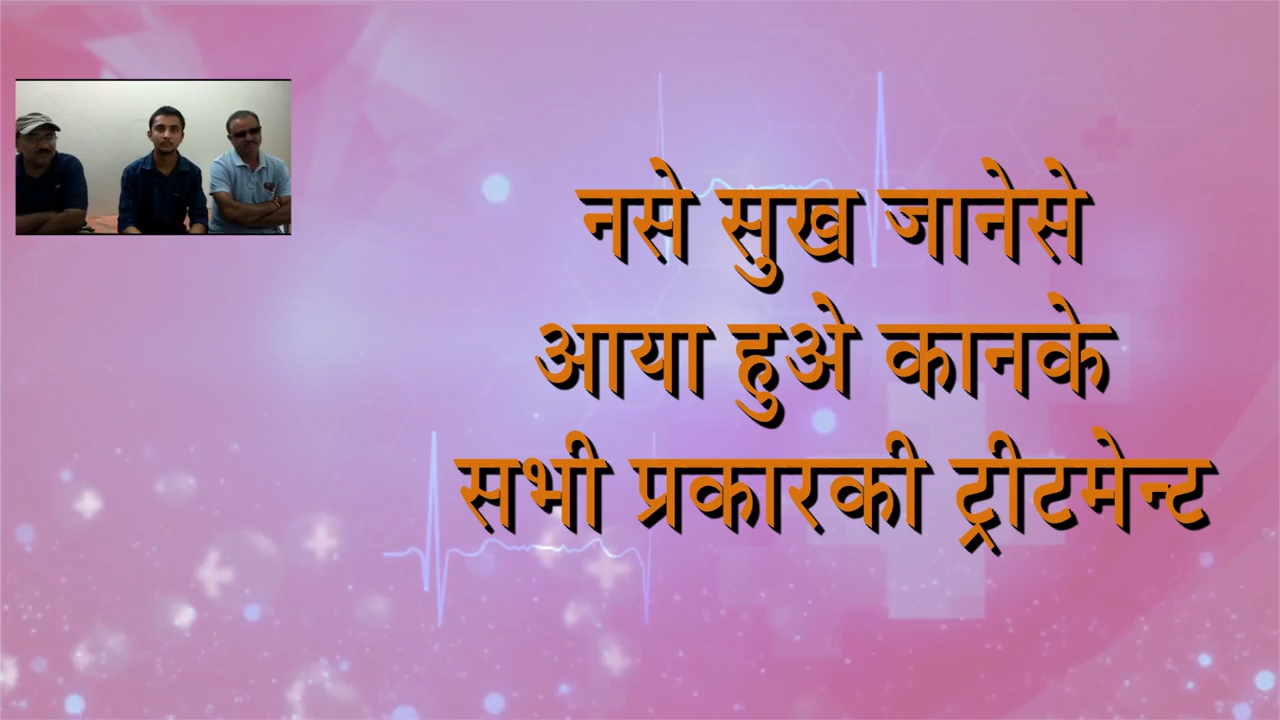 नसे सुख जानेसे
आया हुअे कानके
सभी प्रकारकी ट्रीटमेन्ट